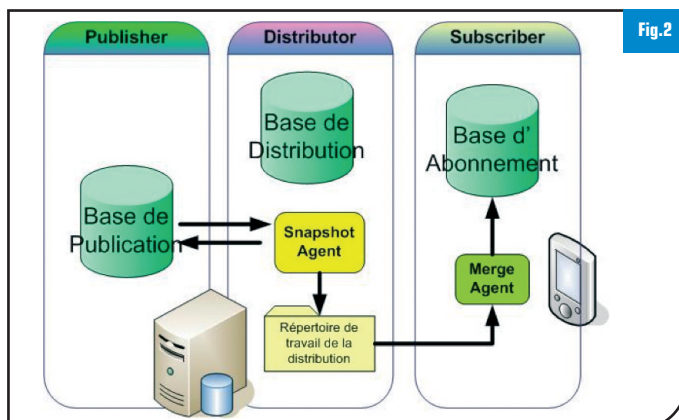 Publisher
Distributor
Subscriber
Fig.2
Base de
Distribution
Base d'
Abonnement
Base de
Publication
Snapshot
Agent
Merge
Agent
Répertoire de
travail de la
distribution